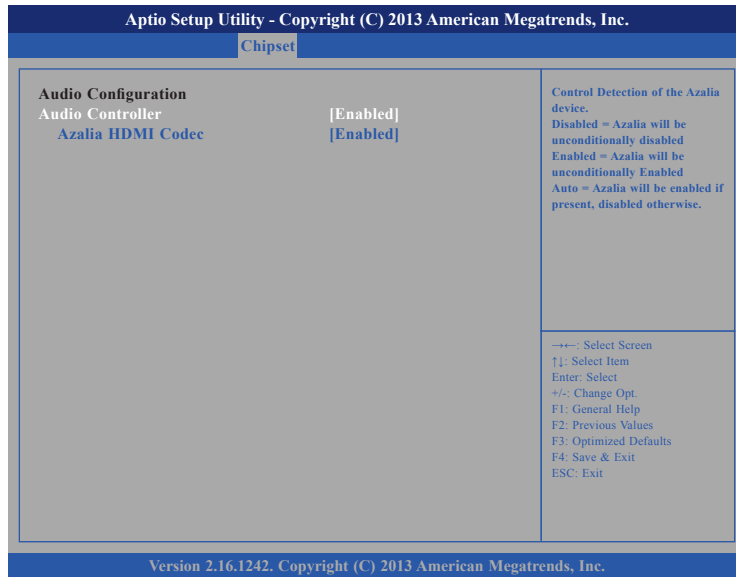 Aptio Setup Utility - Copyright (C) 2013 American Megatrends, Inc.
Chipset
Audio Configuration
Audio Controller [Enabled]
Azalia HDMI Codec [Enabled]
Control Detection of the Azalia
device.
Disabled = Azalia will be
unconditionally disabled
Enabled = Azalia will be
unconditionally Enabled
Auto = Azalia will be enabled if
present, disabled otherwise.
→←: Select Screen
↑↓: Select Item
Enter: Select
+/-: Change Opt.
F1: General Help
F2: Previous Values
F3: Optimized Defaults
F4: Save & Exit
ESC: Exit
Version 2.16.1242. Copyright (C) 2013 American Megatrends, Inc.